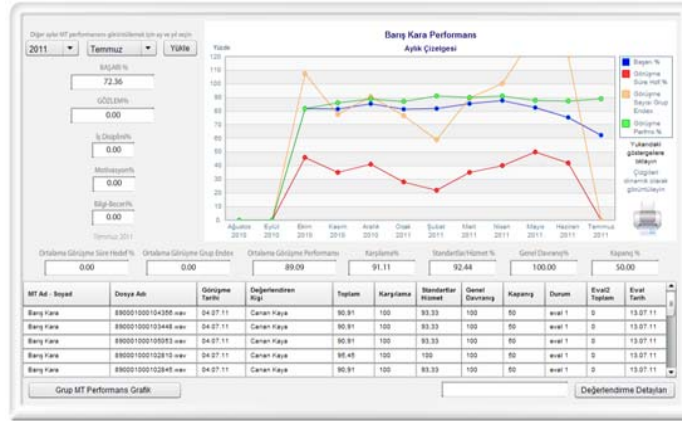 Diğer aylar MT performansını görüntülemek için ay ve yıl seçin
2011 Temmuz Yükle
BAŞARI %
72.36
GÖZLEM%
0.00
İş Disiplini%
0.00
Motivasyon%
0.00
Bilgi-Beceri%
0.00
Temmuz 2011
Barış Kara Performans
Aylık Çizelgesi
Yüzde
120
110
100
90
80
70
60
50
40
30
20
10
0
Ağustos 2010
Eylül 2010
Ekim 2010
Kasım 2010
Aralık 2010
Ocak 2011
Şubat 2011
Mart 2011
Nisan 2011
Mayıs 2011
Haziran 2011
Temmuz 2011
Başarı %
Görüşme
Süre Hdf %
Görüşme
Sayısı Grup
Endex
Görüşme
Perfms %
Yukarıdaki
göstergelere
tıklayın
Çizgileri
dinamik olarak
görüntüleyin
Ortalama Görüşme Süre Hedef % Ortalama Görüşme Grup Endex Ortalama Görüşme Performans Karşılama% Standartlar Hizmet % Genel Davranış% Kapanış %
0.00 0.00 89.09 91.11 92.44 100.00 50.00
MT Ad - Soyad Dosya Adı Görüşme Tarihi Değerlendiren Kişi Toplam Karşılama Standartlar Hizmet Genel Davranış Kapanış Durum Eval2 Toplam Eval Tarih
Barış Kara 890001000104356.wav 04.07.11 Canan Kaya 90,91 100 93,33 100 50 eval 1 0 13.07.11
Barış Kara 890001000103448.wav 04.07.11 Canan Kaya 90,91 100 93,33 100 50 eval 1 0 13.07.11
Barış Kara 890001000105053.wav 04.07.11 Canan Kaya 90,91 100 93,33 100 50 eval 1 0 13.07.11
Barış Kara 890001000102810.wav 04.07.11 Canan Kaya 95,45 100 100 100 50 eval 1 0 13.07.11
Barış Kara 890001000102845.wav 04.07.11 Canan Kaya 90,91 100 93,33 100 50 eval 1 0 13.07.11
Grup MT Performans Grafik Değerlendirme Detayları